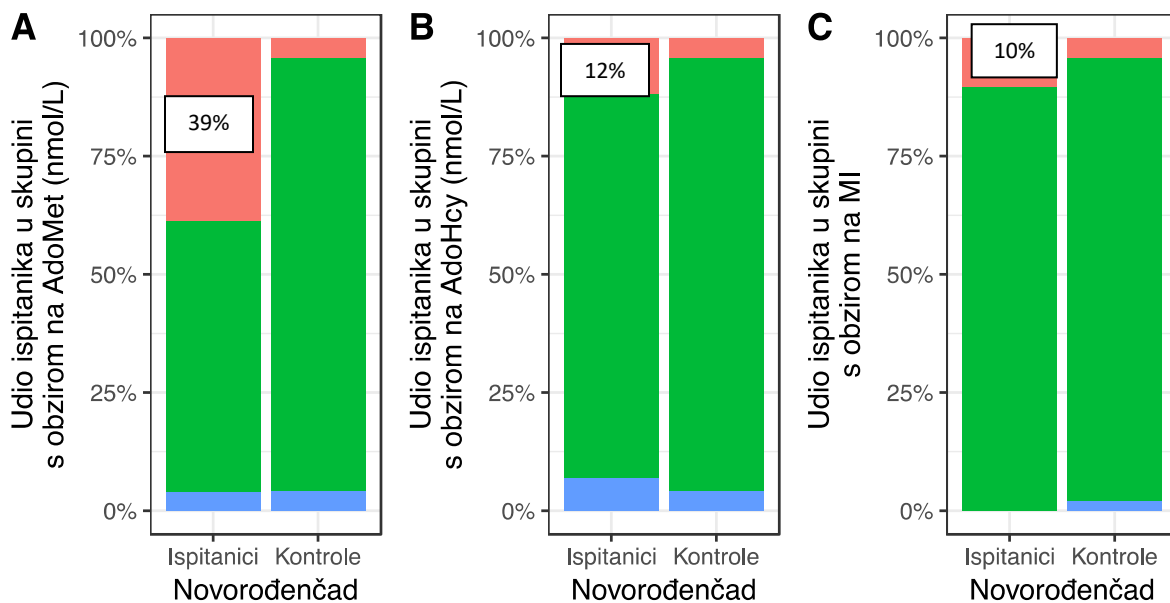 A
Udio ispitanika u skupini
s obzirom na AdoMet (nmol/L)
100%
75%
50%
25%
0%
39%
Ispitanici
Kontrole
Novorođenčad
B
Udio ispitanika u skupini
s obzirom na AdoHcy (nmol/L)
100%
75%
50%
25%
0%
12%
Ispitanici
Kontrole
Novorođenčad
C
Udio ispitanika u skupini
s obzirom na MI
100%
75%
50%
25%
0%
10%
Ispitanici
Kontrole
Novorođenčad